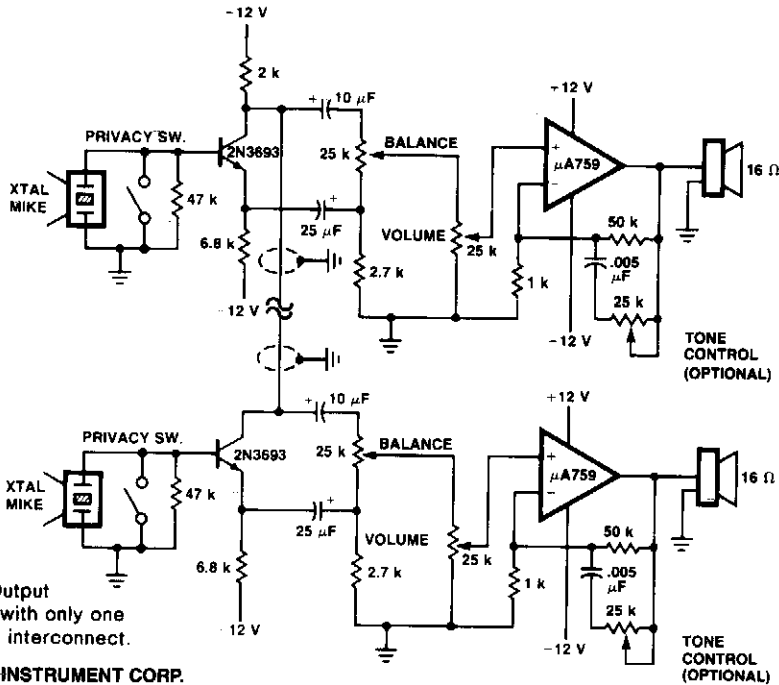 −12 V
2 k
+
10 µF
PRIVACY SW.
2N3693
BALANCE
25 k
XTAL
MIKE
47 k
6.8 k
25 µF
+
VOLUME
25 k
2.7 k
-12 V
+12 V
+
−
µA759
16 Ω
50 k
.005
µF
1 k
25 k
−12 V
TONE
CONTROL
(OPTIONAL)
+
10 µF
PRIVACY SW.
2N3693
BALANCE
25 k
XTAL
MIKE
47 k
6.8 k
25 µF
+
VOLUME
25 k
2.7 k
-12 V
+12 V
+
−
µA759
16 Ω
50 k
.005
µF
1 k
25 k
−12 V
TONE
CONTROL
(OPTIONAL)
Output
with only one
interconnect.
INSTRUMENT CORP.